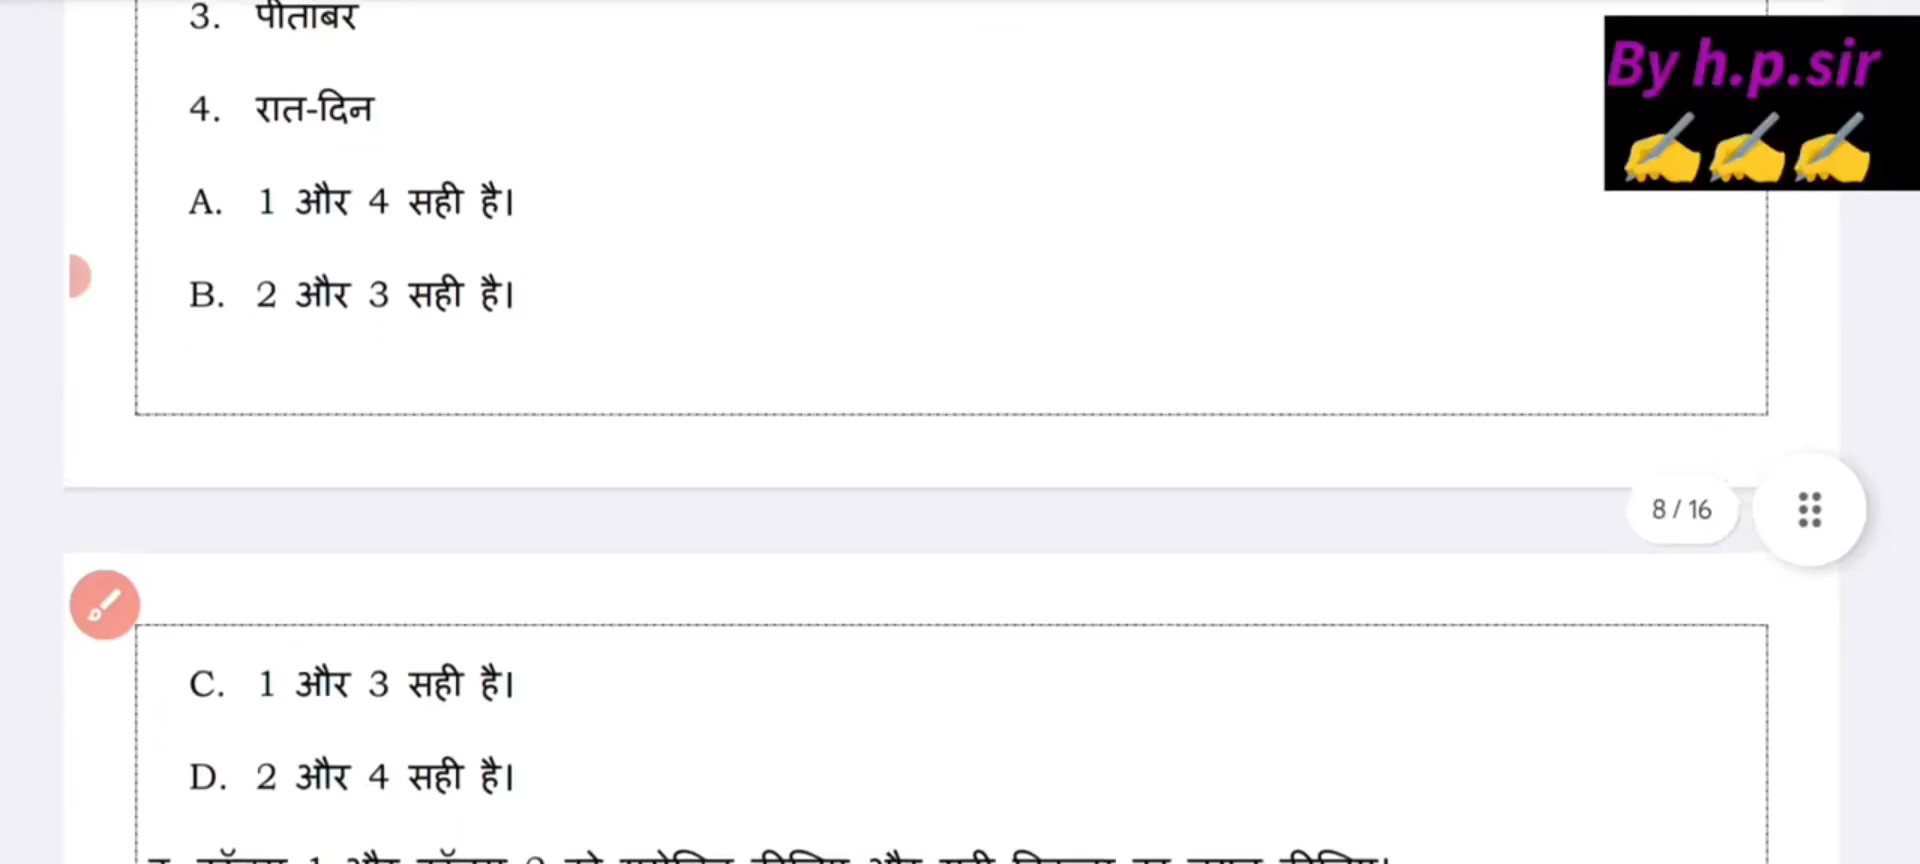 3. पीताबर
4. रात-दिन
A. 1 और 4 सही है।
B. 2 और 3 सही है।
By h.p.sir
8 / 16
C. 1 और 3 सही है।
D. 2 और 4 सही है।